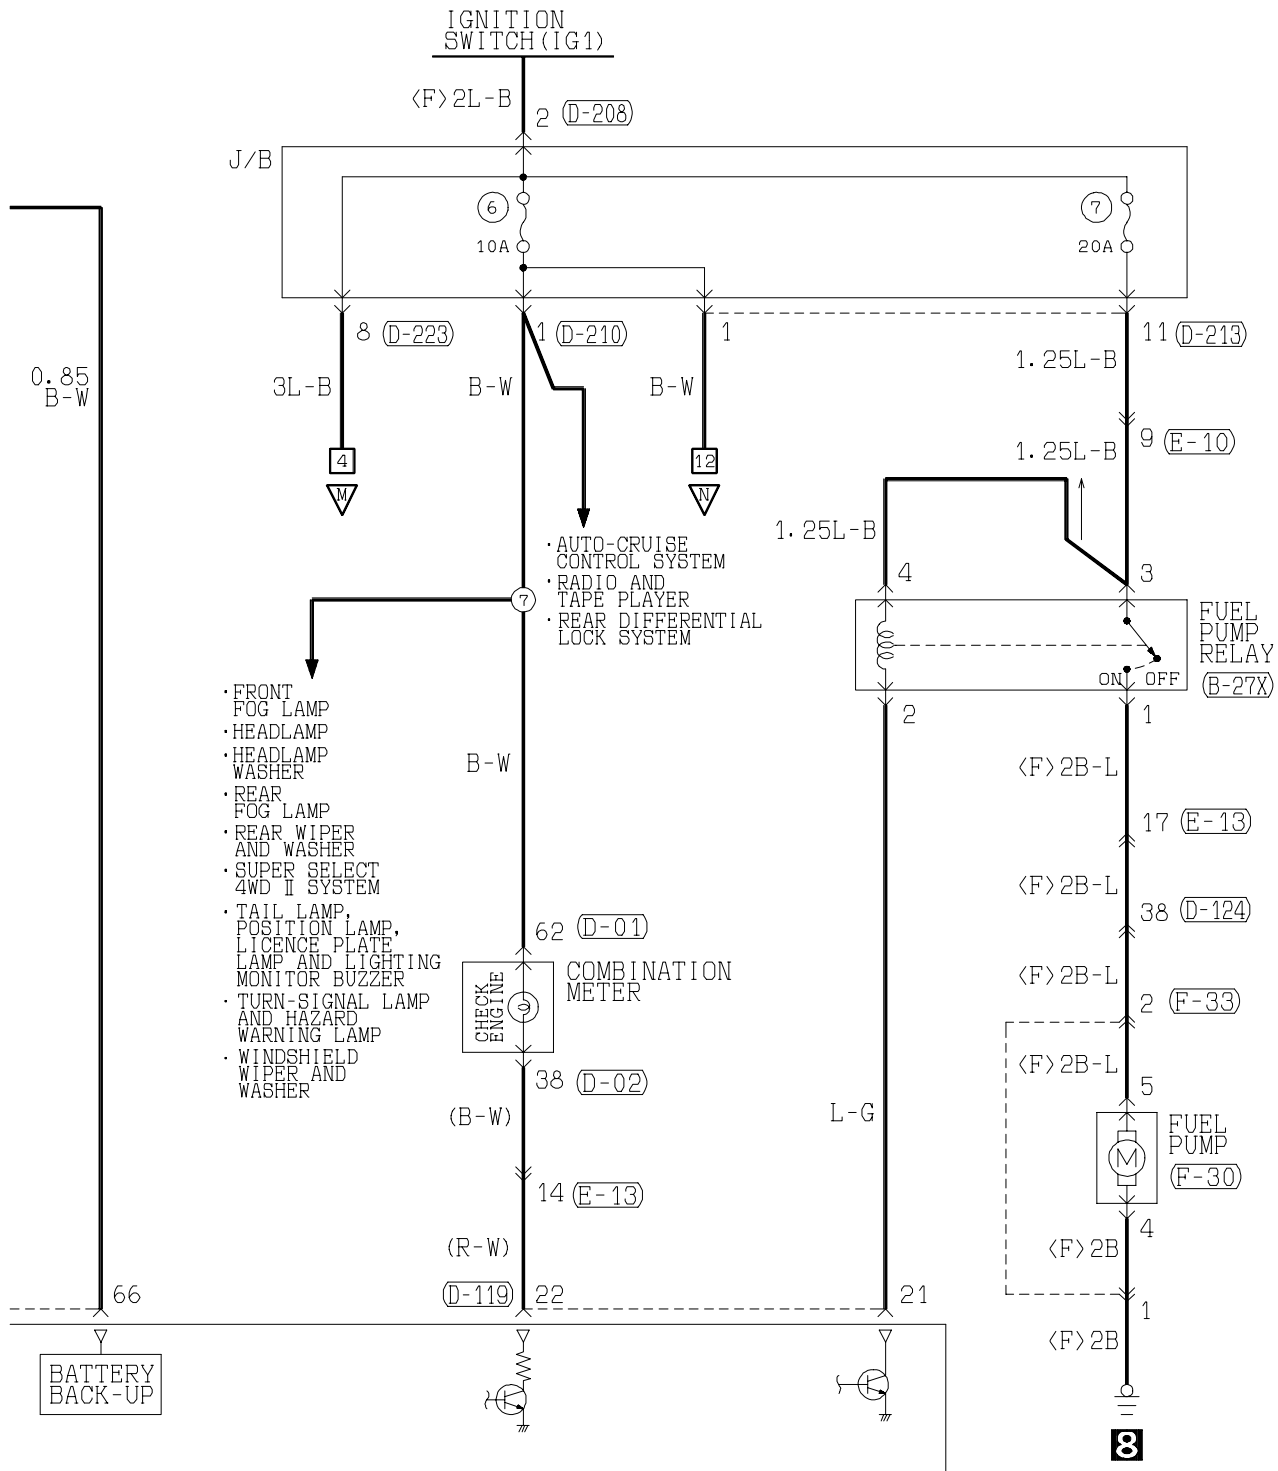 IGNITION
SWITCH(IG1)
<F>2L-B
2 (D-208)
J/B
6
10A
7
20A
8 (D-223)
1 (D-210)
1
11 (D-213)
0.85
B-W
3L-B
B-W
B-W
1.25L-B
9 (E-10)
1.25L-B
4
M
12
N
1.25L-B
·AUTO-CRUISE
CONTROL SYSTEM
·RADIO AND
TAPE PLAYER
·REAR DIFFERENTIAL
LOCK SYSTEM
4
3
7
FUEL
PUMP
RELAY
(B-27X)
ON OFF
2
1
·FRONT
FOG LAMP
·HEADLAMP
·HEADLAMP
WASHER
·REAR
FOG LAMP
·REAR WIPER
AND WASHER
·SUPER SELECT
4WD Ⅱ SYSTEM
·TAIL LAMP,
POSITION LAMP,
LICENCE PLATE
LAMP AND LIGHTING
MONITOR BUZZER
·TURN-SIGNAL LAMP
AND HAZARD
WARNING LAMP
·WINDSHIELD
WIPER AND
WASHER
B-W
<F>2B-L
17 (E-13)
<F>2B-L
38 (D-124)
62 (D-01)
COMBINATION
METER
CHECK
ENGINE
<F>2B-L
2 (F-33)
<F>2B-L
5
38 (D-02)
(B-W)
L-G
FUEL
PUMP
(F-30)
M
14 (E-13)
4
(R-W)
<F>2B
66
(D-119) 22
21
1
<F>2B
BATTERY
BACK-UP
8